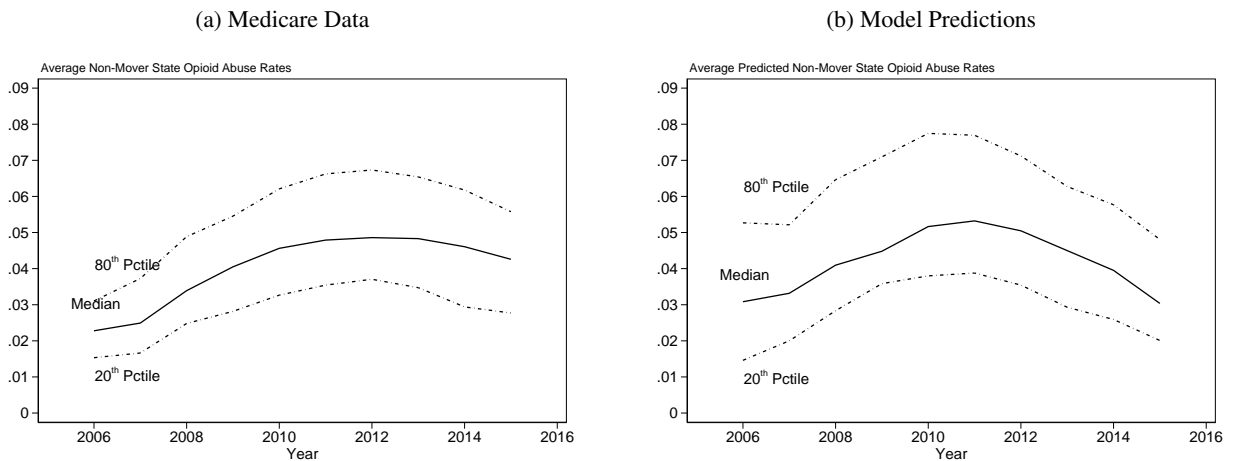 (a) Medicare Data
Average Non-Mover State Opioid Abuse Rates
.09
.08
.07
.06
.05
.04
.03
.02
.01
0
80th Pctile
Median
20th Pctile
2006 2008 2010 2012 2014 2016
Year
(b) Model Predictions
Average Predicted Non-Mover State Opioid Abuse Rates
.09
.08
.07
.06
.05
.04
.03
.02
.01
0
80th Pctile
Median
20th Pctile
2006 2008 2010 2012 2014 2016
Year